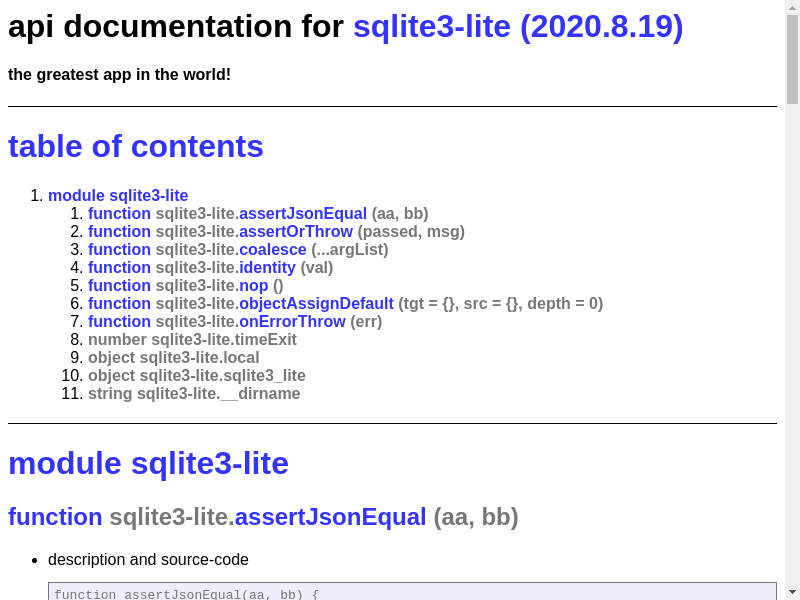 api documentation for sqlite3-lite (2020.8.19)
the greatest app in the world!
table of contents
1. module sqlite3-lite
1. function sqlite3-lite.assertJsonEqual (aa, bb)
2. function sqlite3-lite.assertOrThrow (passed, msg)
3. function sqlite3-lite.coalesce (...argList)
4. function sqlite3-lite.identity (val)
5. function sqlite3-lite.nop ()
6. function sqlite3-lite.objectAssignDefault (tgt = {}, src = {}, depth = 0)
7. function sqlite3-lite.onErrorThrow (err)
8. number sqlite3-lite.timeExit
9. object sqlite3-lite.local
10. object sqlite3-lite.sqlite3_lite
11. string sqlite3-lite.__dirname
module sqlite3-lite
function sqlite3-lite.assertJsonEqual (aa, bb)
• description and source-code
function assertJsonEqual(aa, bb) {